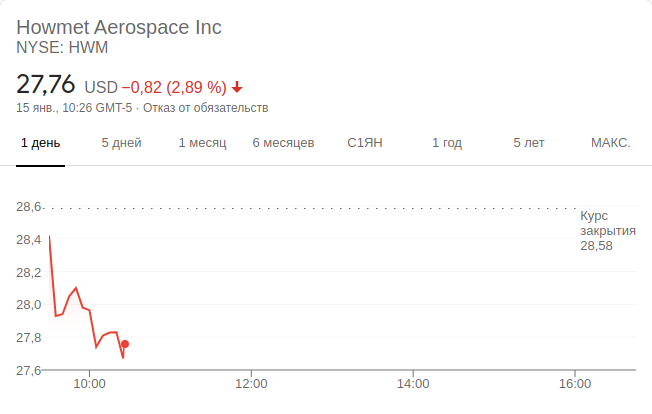 Howmet Aerospace Inc
NYSE: HWM
27,76 USD −0,82 (2,89 %)
15 янв., 10:26 GMT-5 · Отказ от обязательств
1 день 5 дней 1 месяц 6 месяцев С1ЯН 1 год 5 лет МАКС.
28,6
Курс
закрытия
28,58
28,4
28,2
28,0
27,8
27,6
10:00 12:00 14:00 16:00